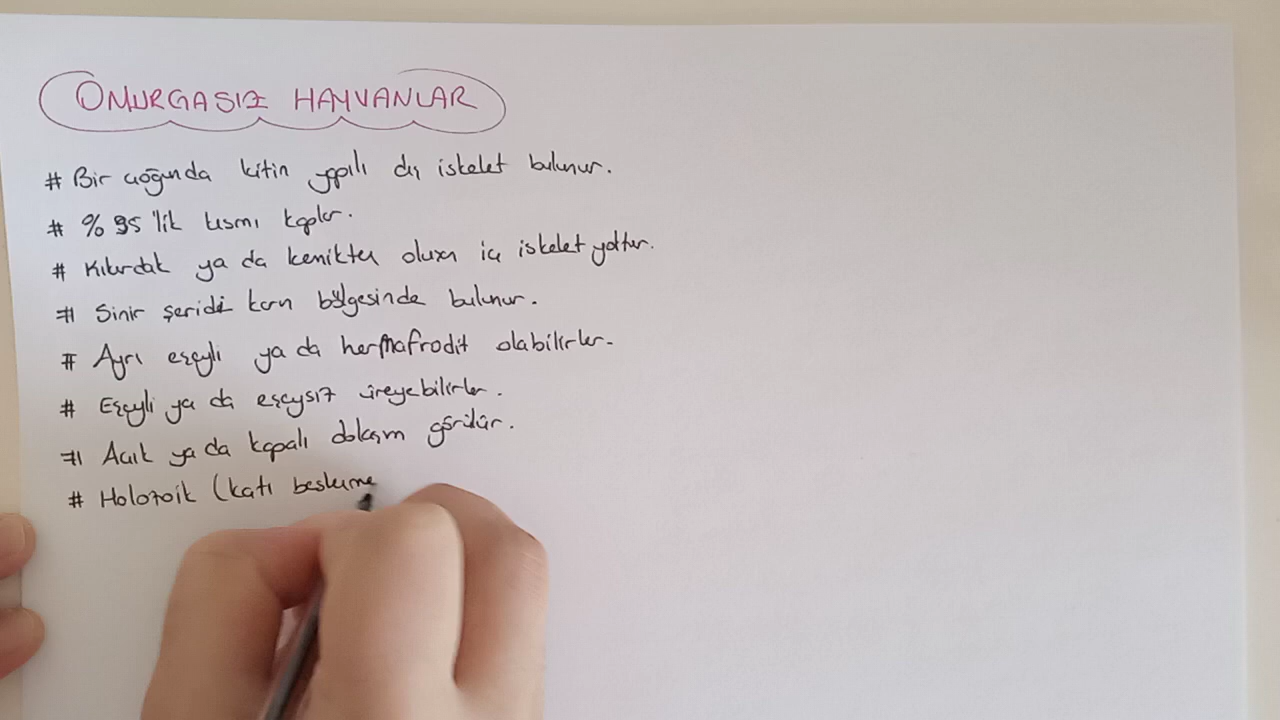 OMURGASIZ HAYVANLAR
# Bir çoğunda kitin yapılı dış iskelet bulunur.
# % 95 'lik kısmı kaplar.
# Kıkırdak ya da kemikten oluşan iç iskelet yoktur.
# Sinir şeridi karın bölgesinde bulunur.
# Ayrı eşeyli ya da hermafrodit olabilirler.
# Eşeyli ya da eşeysiz üreyebilirler.
# Açık ya da kapalı dolaşım görülür.
# Holozoik (katı beslenme